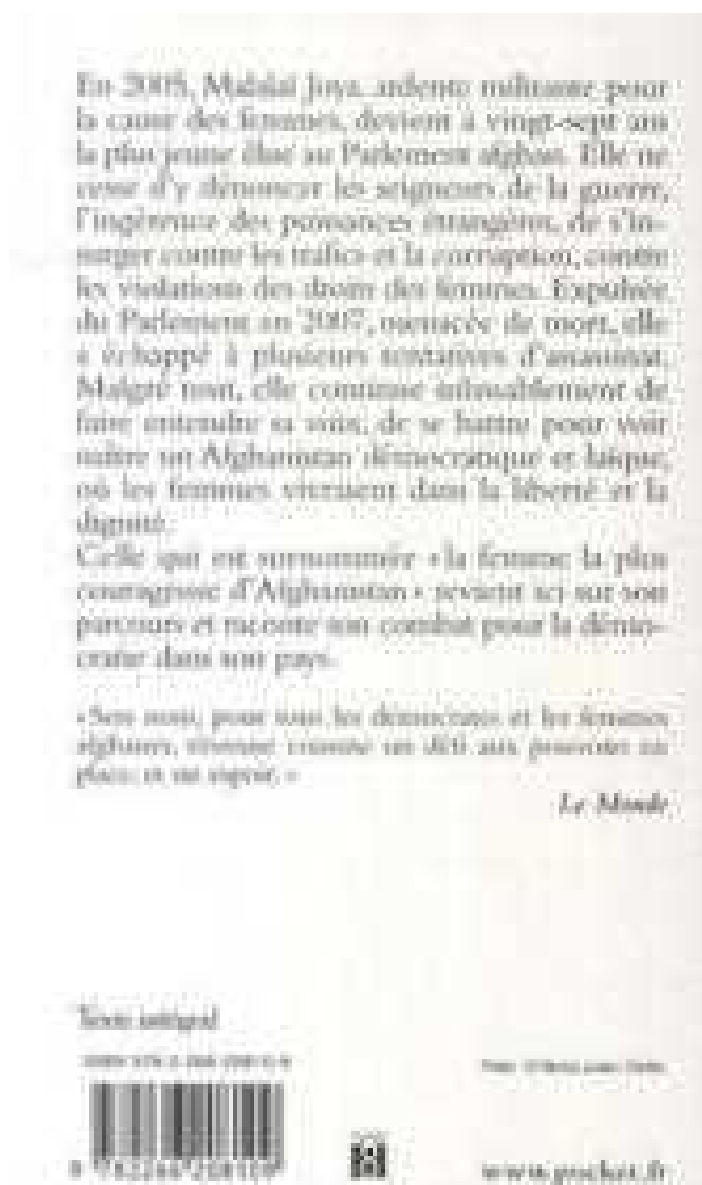 En 2005, Malalai Joya, ardente militante pour
la cause des femmes, devient à vingt-sept ans
la plus jeune élue au Parlement afghan. Elle ne
cesse d'y dénoncer les seigneurs de la guerre,
l'ingérence des puissances étrangères, de s'in-
surger contre les trafics et la corruption, contre
les violations des droits des femmes. Expulsée
du Parlement en 2007, menacée de mort, elle
a échappé à plusieurs tentatives d'assassinat.
Malgré tout, elle continue inlassablement de
faire entendre sa voix, de se battre pour voir
naître un Afghanistan démocratique et laïque,
où les femmes vivraient dans la liberté et la
dignité.
Celle qui est surnommée « la femme la plus
courageuse d'Afghanistan » revient ici sur son
parcours et raconte son combat pour la démo-
cratie dans son pays.
« Son nom, pour tous les démocrates et les femmes
afghanes, résonne comme un défi aux pouvoirs en
place, et un espoir. »
Le Monde
Texte intégral
ISBN
www.pocket.fr